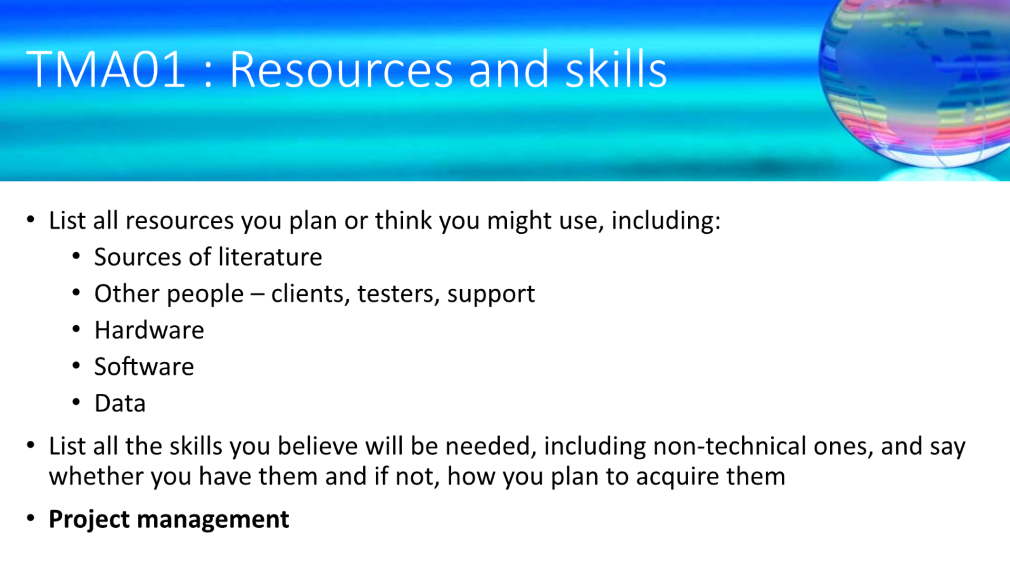 TMA01 : Resources and skills
• List all resources you plan or think you might use, including:
• Sources of literature
• Other people – clients, testers, support
• Hardware
• Software
• Data
• List all the skills you believe will be needed, including non-technical ones, and say
whether you have them and if not, how you plan to acquire them
• Project management